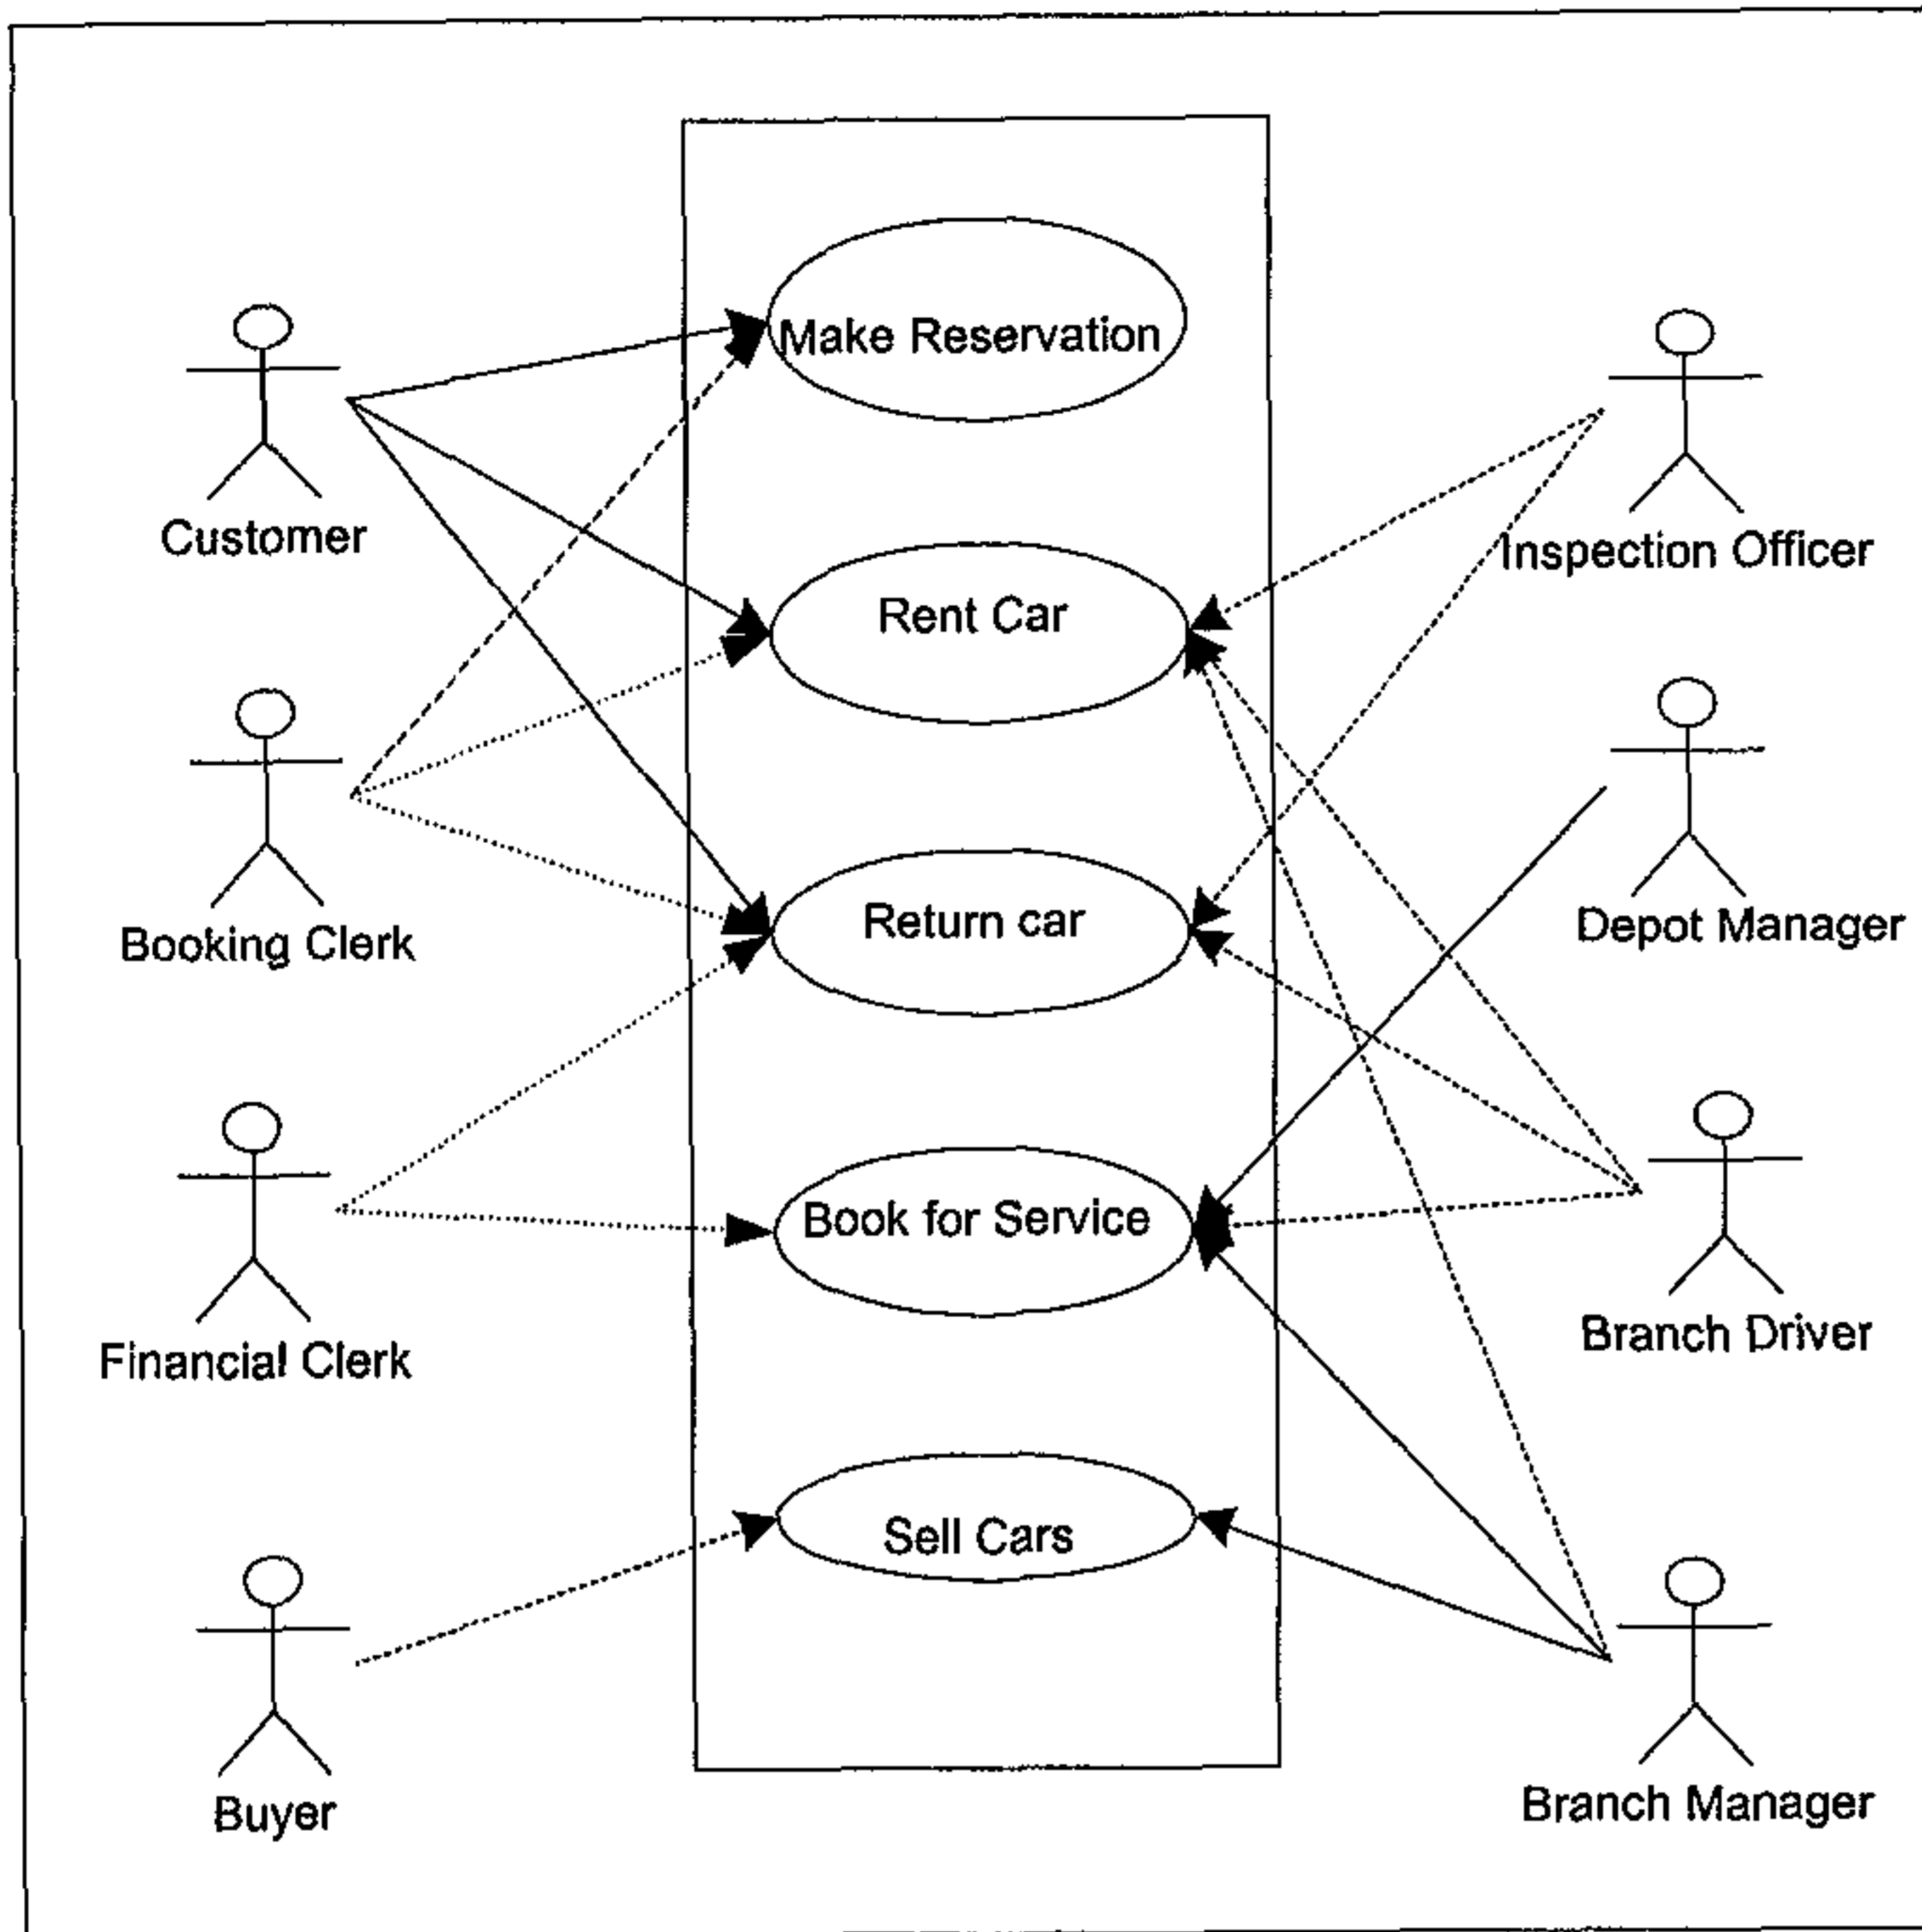 Make Reservation
Customer
Inspection Officer
Rent Car
Booking Clerk
Return car
Depot Manager
Book for Service
Financial Clerk
Branch Driver
Sell Cars
Buyer
Branch Manager